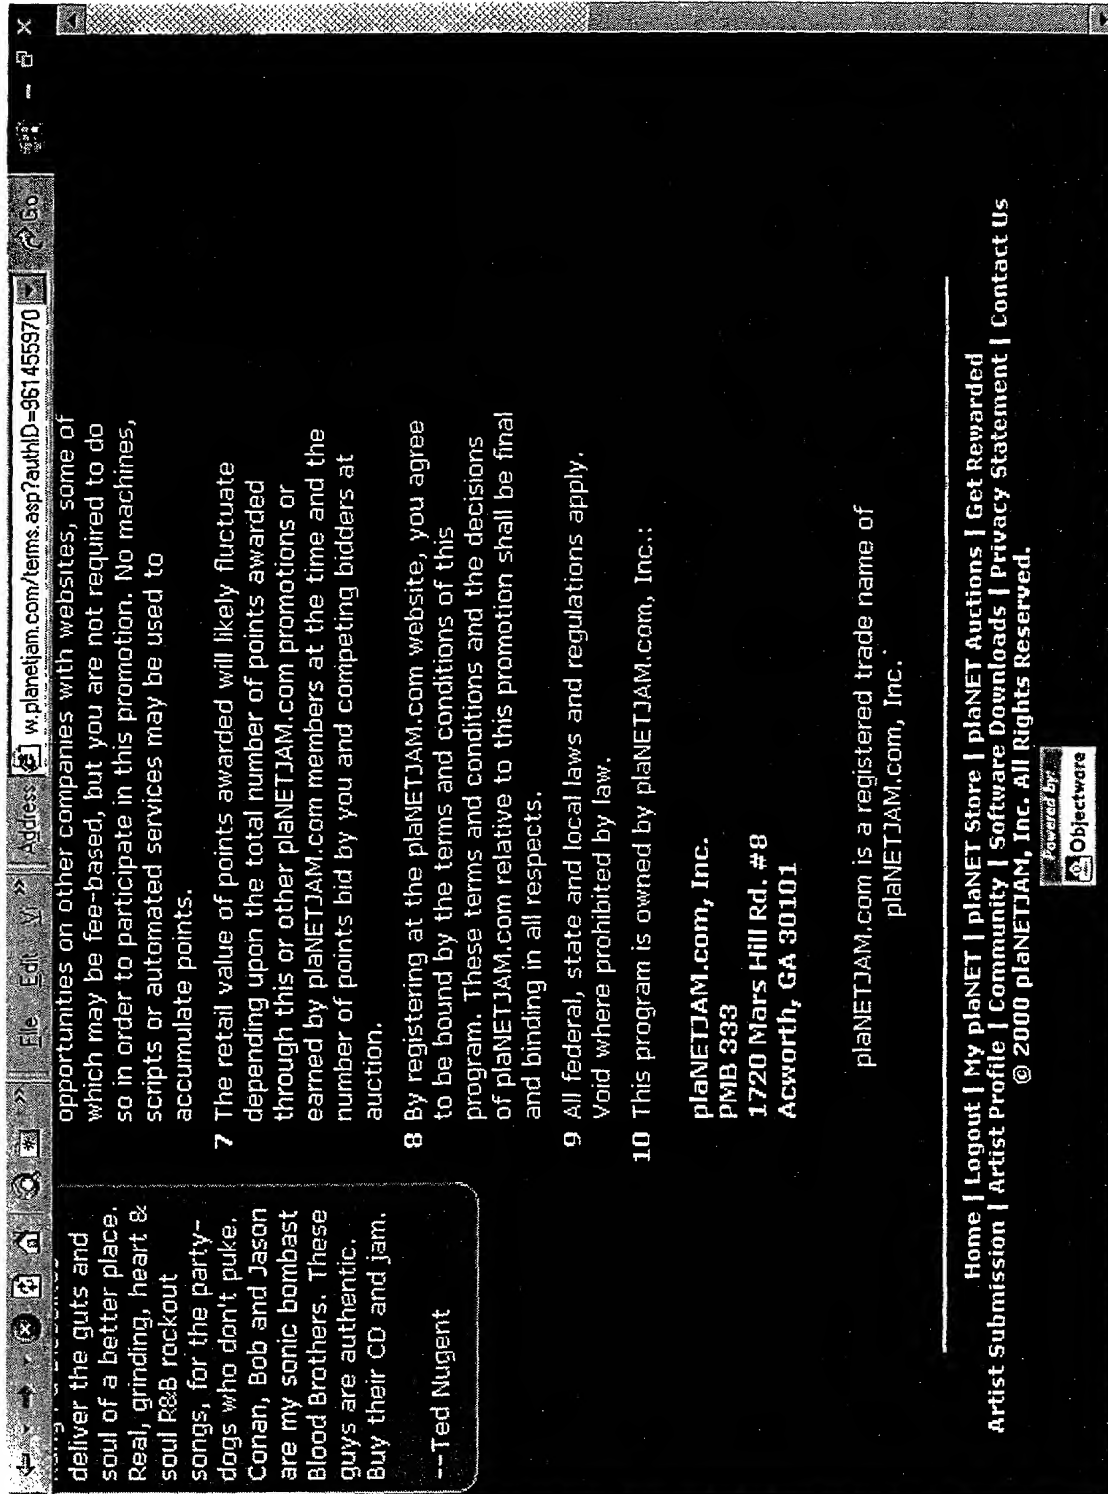 File Edit Vi >> Address w.planetjam.com/terms.asp?authID=961455970 Go
deliver the guts and
soul of a better place.
Real, grinding, heart &
soul R&B rockout
songs, for the party-
dogs who don't puke.
Conan, Bob and Jason
are my sonic bombast
Blood Brothers. These
guys are authentic.
Buy their CD and jam.
--Ted Nugent
opportunities on other companies with websites, some of
which may be fee-based, but you are not required to do
so in order to participate in this promotion. No machines,
scripts or automated services may be used to
accumulate points.
7 The retail value of points awarded will likely fluctuate
depending upon the total number of points awarded
through this or other plaNETJAM.com promotions or
earned by plaNETJAM.com members at the time and the
number of points bid by you and competing bidders at
auction.
8 By registering at the plaNETJAM.com website, you agree
to be bound by the terms and conditions of this
program. These terms and conditions and the decisions
of plaNETJAM.com relative to this promotion shall be final
and binding in all respects.
9 All federal, state and local laws and regulations apply.
Void where prohibited by law.
10 This program is owned by plaNETJAM.com, Inc.:
plaNETJAM.com, Inc.
PMB 333
1720 Mars Hill Rd. #8
Acworth, GA 30101
plaNETJAM.com is a registered trade name of
plaNETJAM.com, Inc.
Home | Logout | My plaNET | plaNET Store | plaNET Auctions | Get Rewarded
Artist Submission | Artist Profile | Community | Software Downloads | Privacy Statement | Contact Us
© 2000 plaNETJAM, Inc. All Rights Reserved.
Powered by:
Objectware